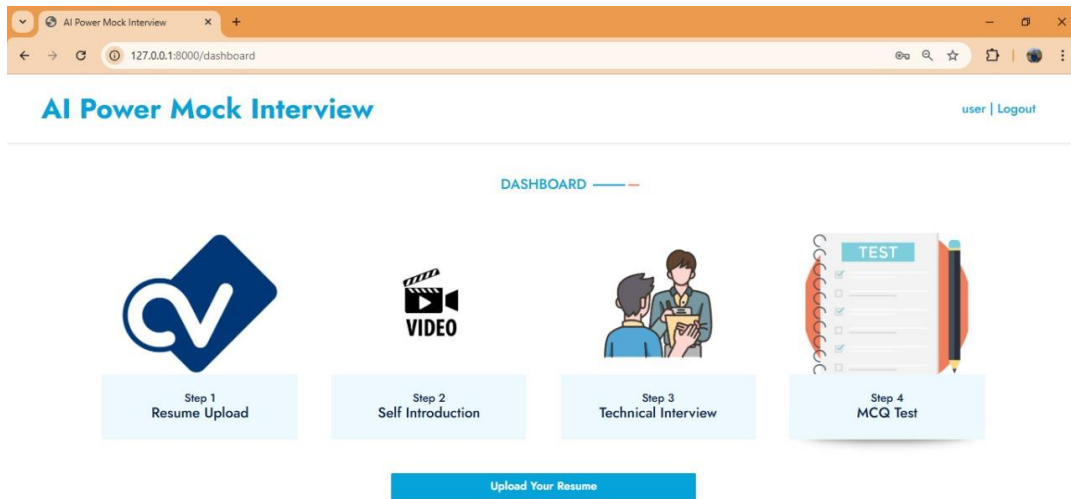 AI Power Mock Interview
127.0.0.1:8000/dashboard
AI Power Mock Interview
user | Logout
DASHBOARD
CV
VIDEO
TEST
Step 1
Resume Upload
Step 2
Self Introduction
Step 3
Technical Interview
Step 4
MCQ Test
Upload Your Resume